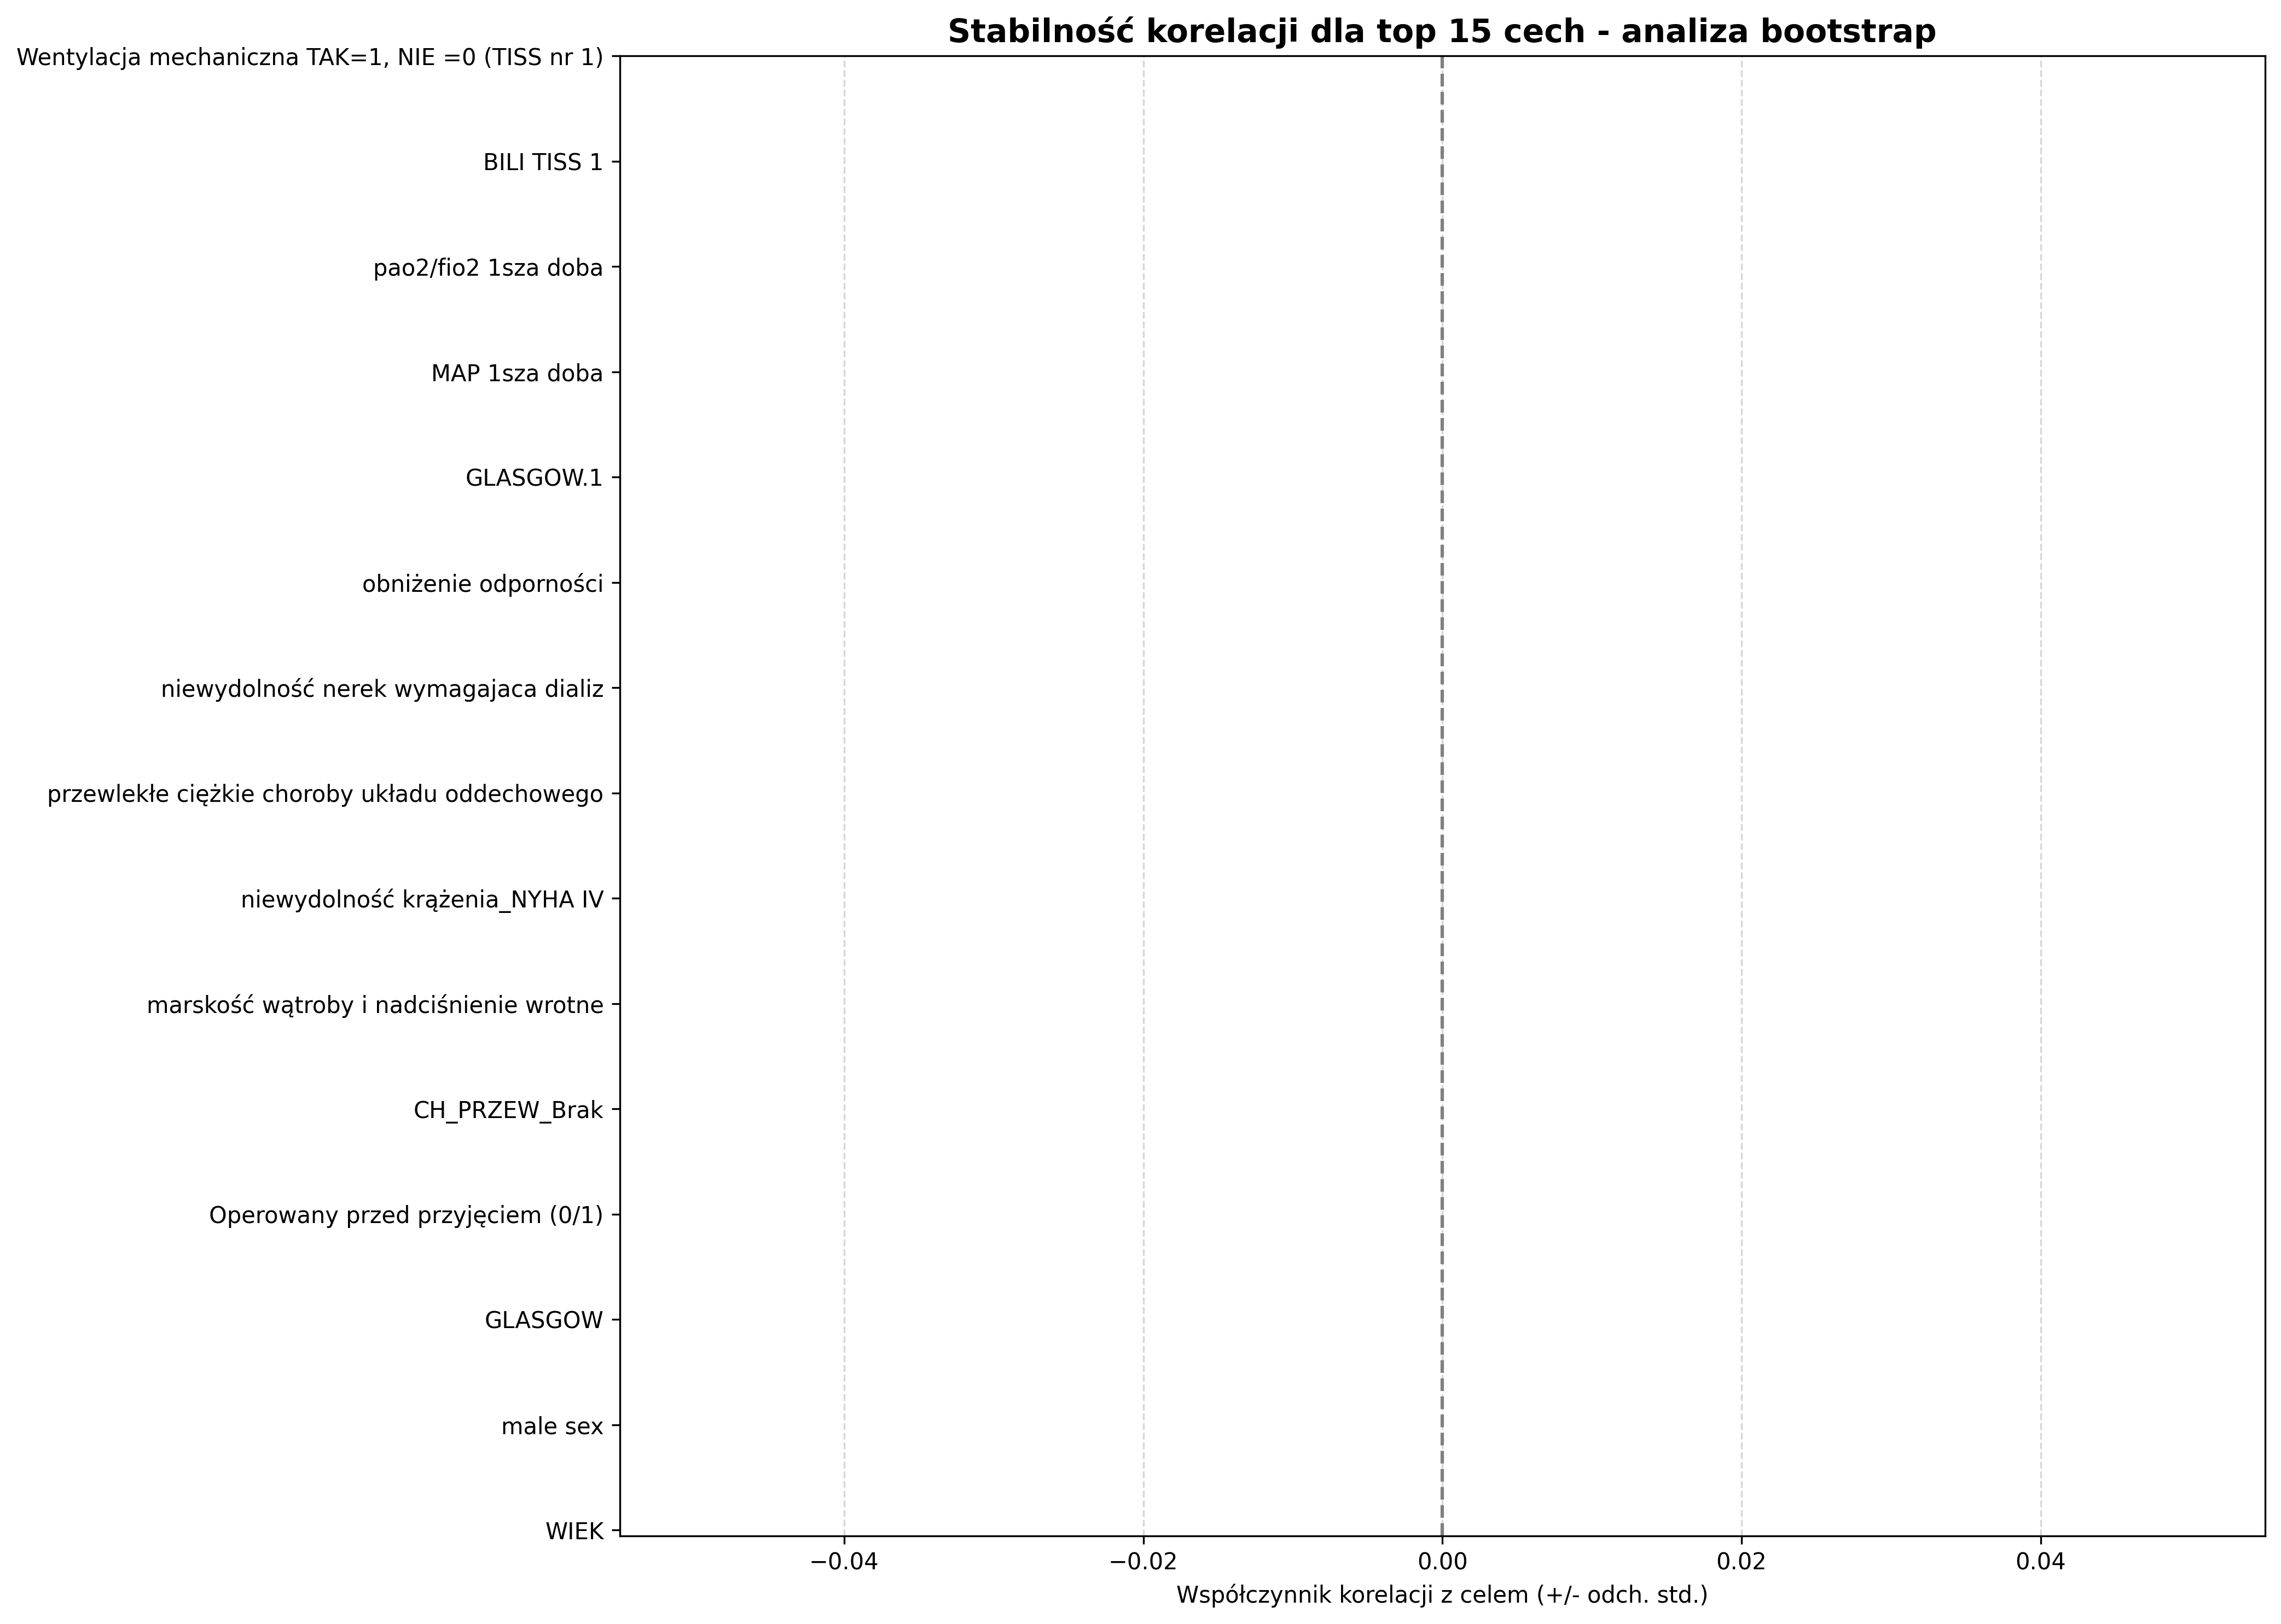 Stabilność korelacji dla top 15 cech - analiza bootstrap
Wentylacja mechaniczna TAK=1, NIE =0 (TISS nr 1)
BILI TISS 1
pao2/fio2 1sza doba
MAP 1sza doba
GLASGOW.1
obniżenie odporności
niewydolność nerek wymagajaca dializ
przewlekłe ciężkie choroby układu oddechowego
niewydolność krążenia_NYHA IV
marskość wątroby i nadciśnienie wrotne
CH_PRZEW_Brak
Operowany przed przyjęciem (0/1)
GLASGOW
male sex
WIEK
−0.04 −0.02 0.00 0.02 0.04
Współczynnik korelacji z celem (+/- odch. std.)